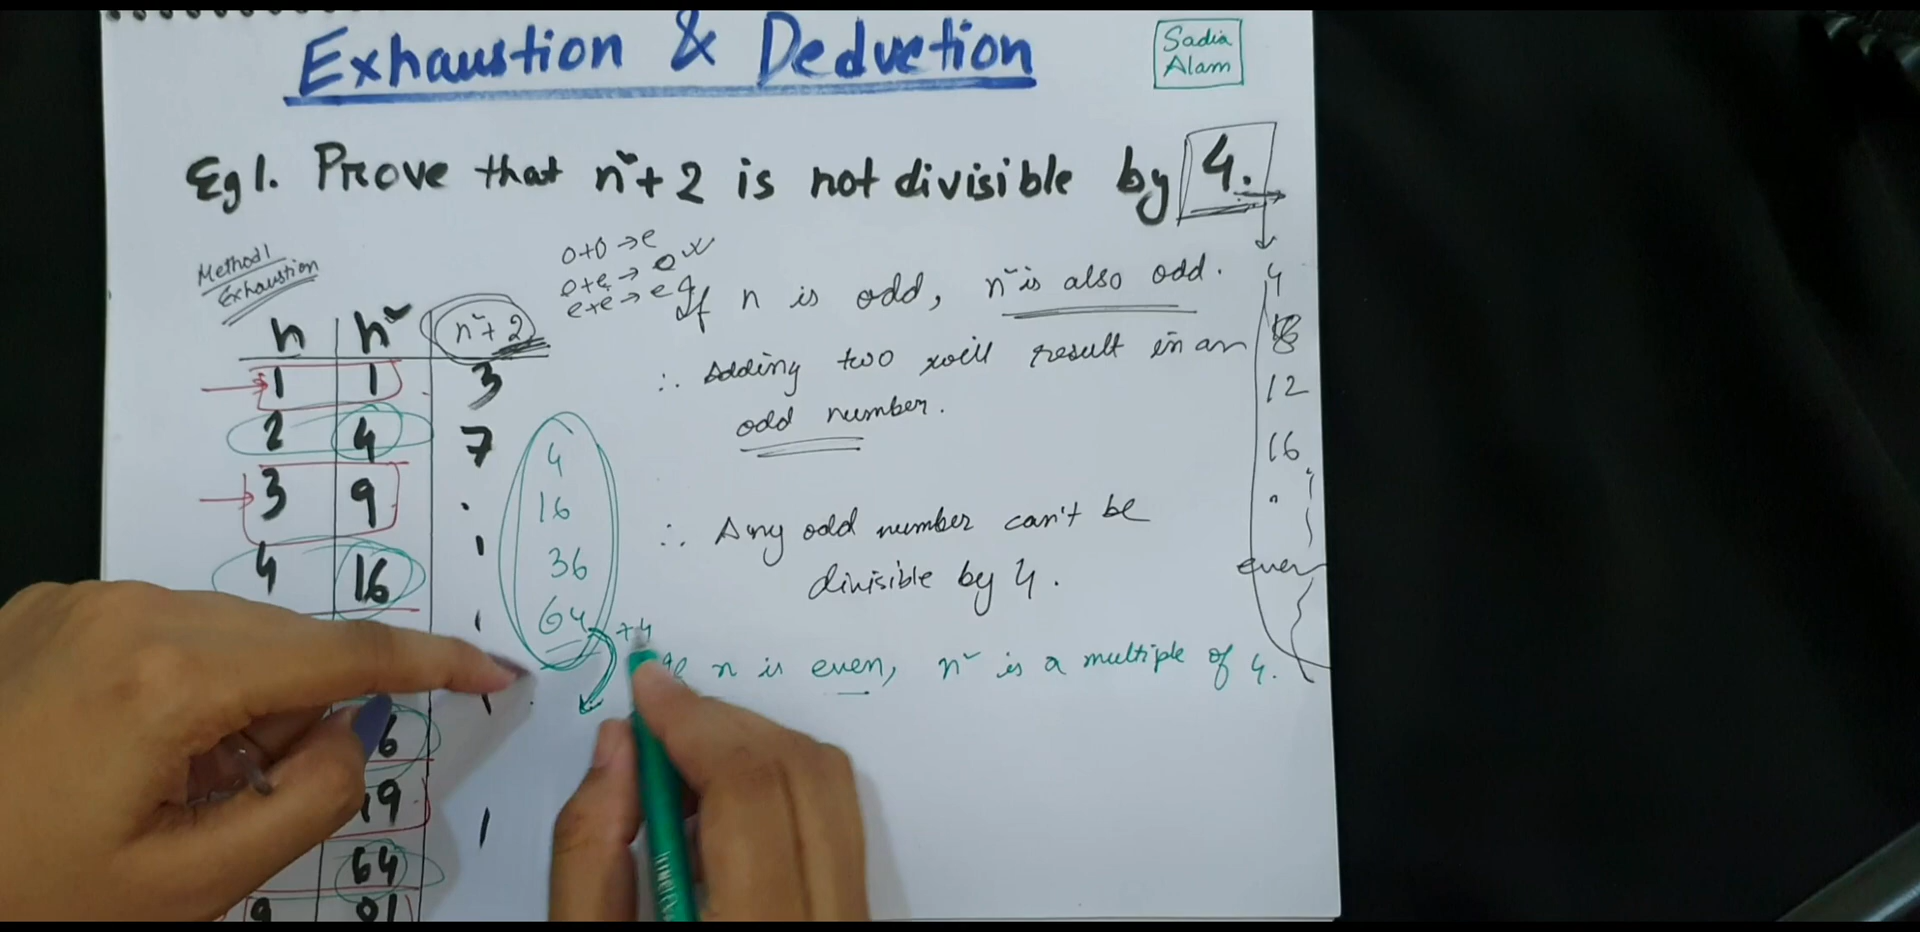 Exhaustion & Deduction
Sadia
Alam
Eg 1. Prove that n²+2 is not divisible by 4.
Method 1
Exhaustion
o+o → e
o+e → o
e+e → e
n n² n²+2
1 1 3
2 4 7
3 9
4 16
49
64
9 81
4
16
36
64
+4
If n is odd, n² is also odd.
∴ Adding two will result in an
odd number.
∴ Any odd number can't be
divisible by 4.
n is even, n² is a multiple of 4.
4
8
12
16
even